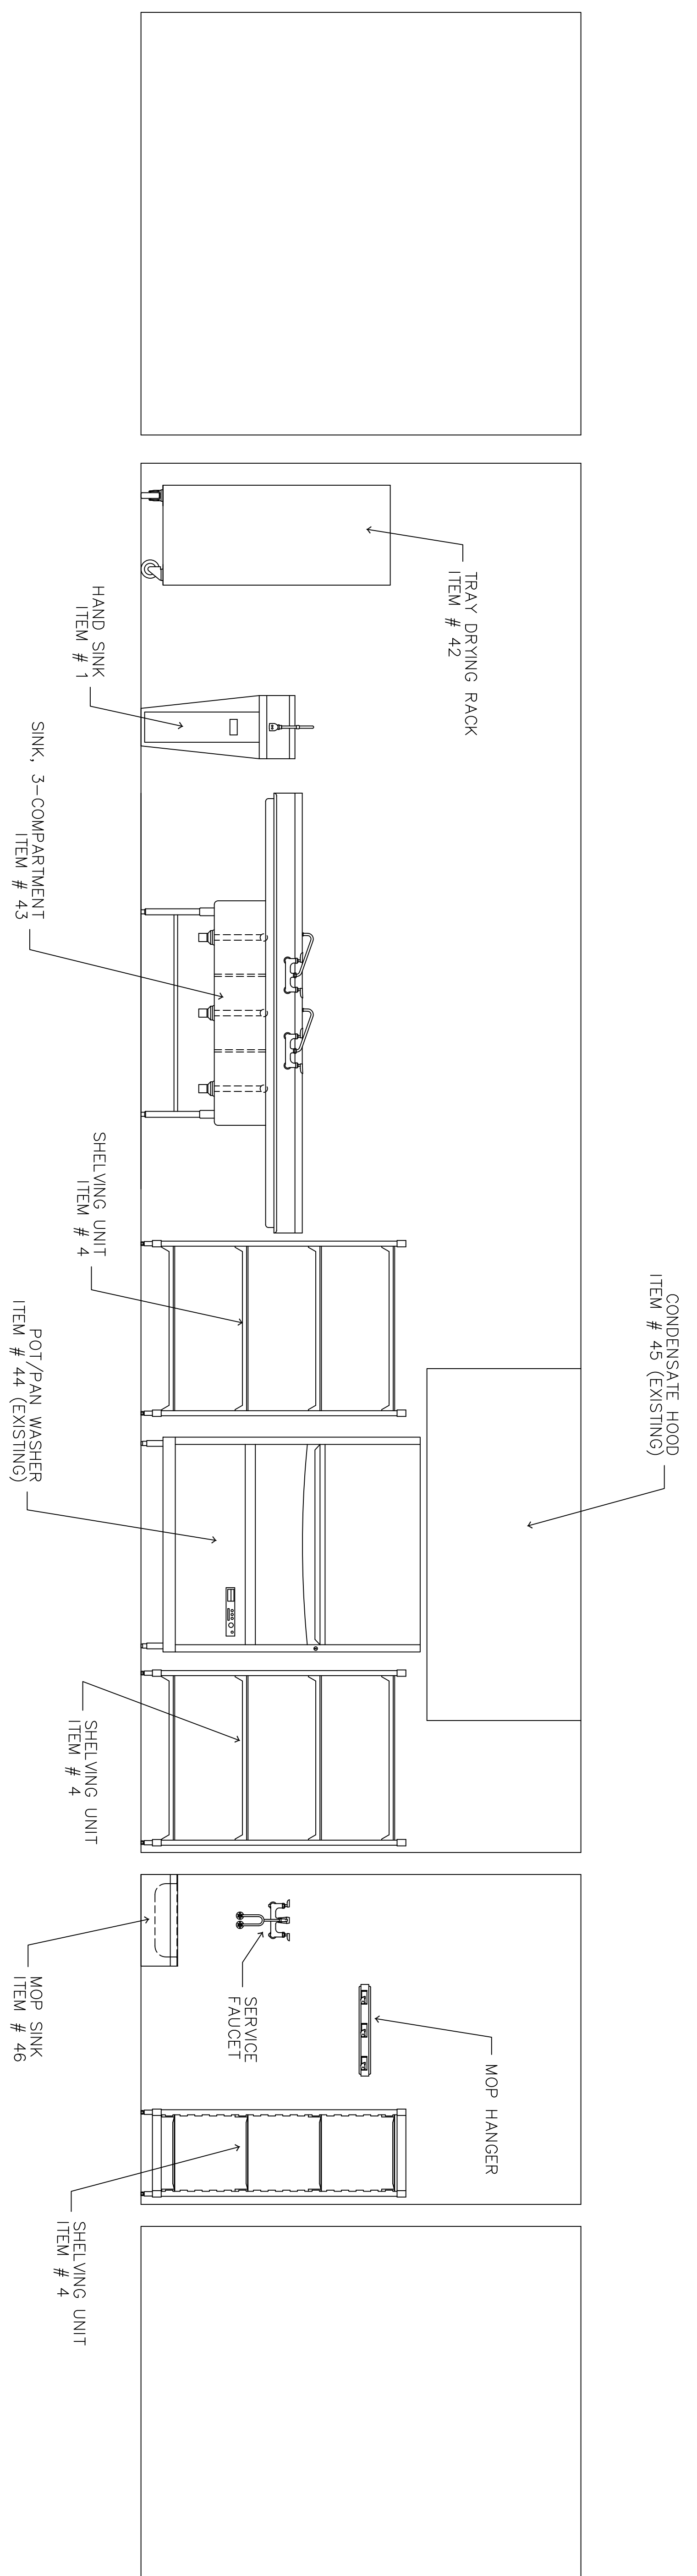 TRAY DRYING RACK
ITEM # 42
HAND SINK
ITEM # 1
SINK, 3-COMPARTMENT
ITEM # 43
SHELVING UNIT
ITEM # 4
CONDENSATE HOOD
ITEM # 45 (EXISTING)
POT/PAN WASHER
ITEM # 44 (EXISTING)
SHELVING UNIT
ITEM # 4
MOP SINK
ITEM # 46
SERVICE
FAUCET
MOP HANGER
SHELVING UNIT
ITEM # 4